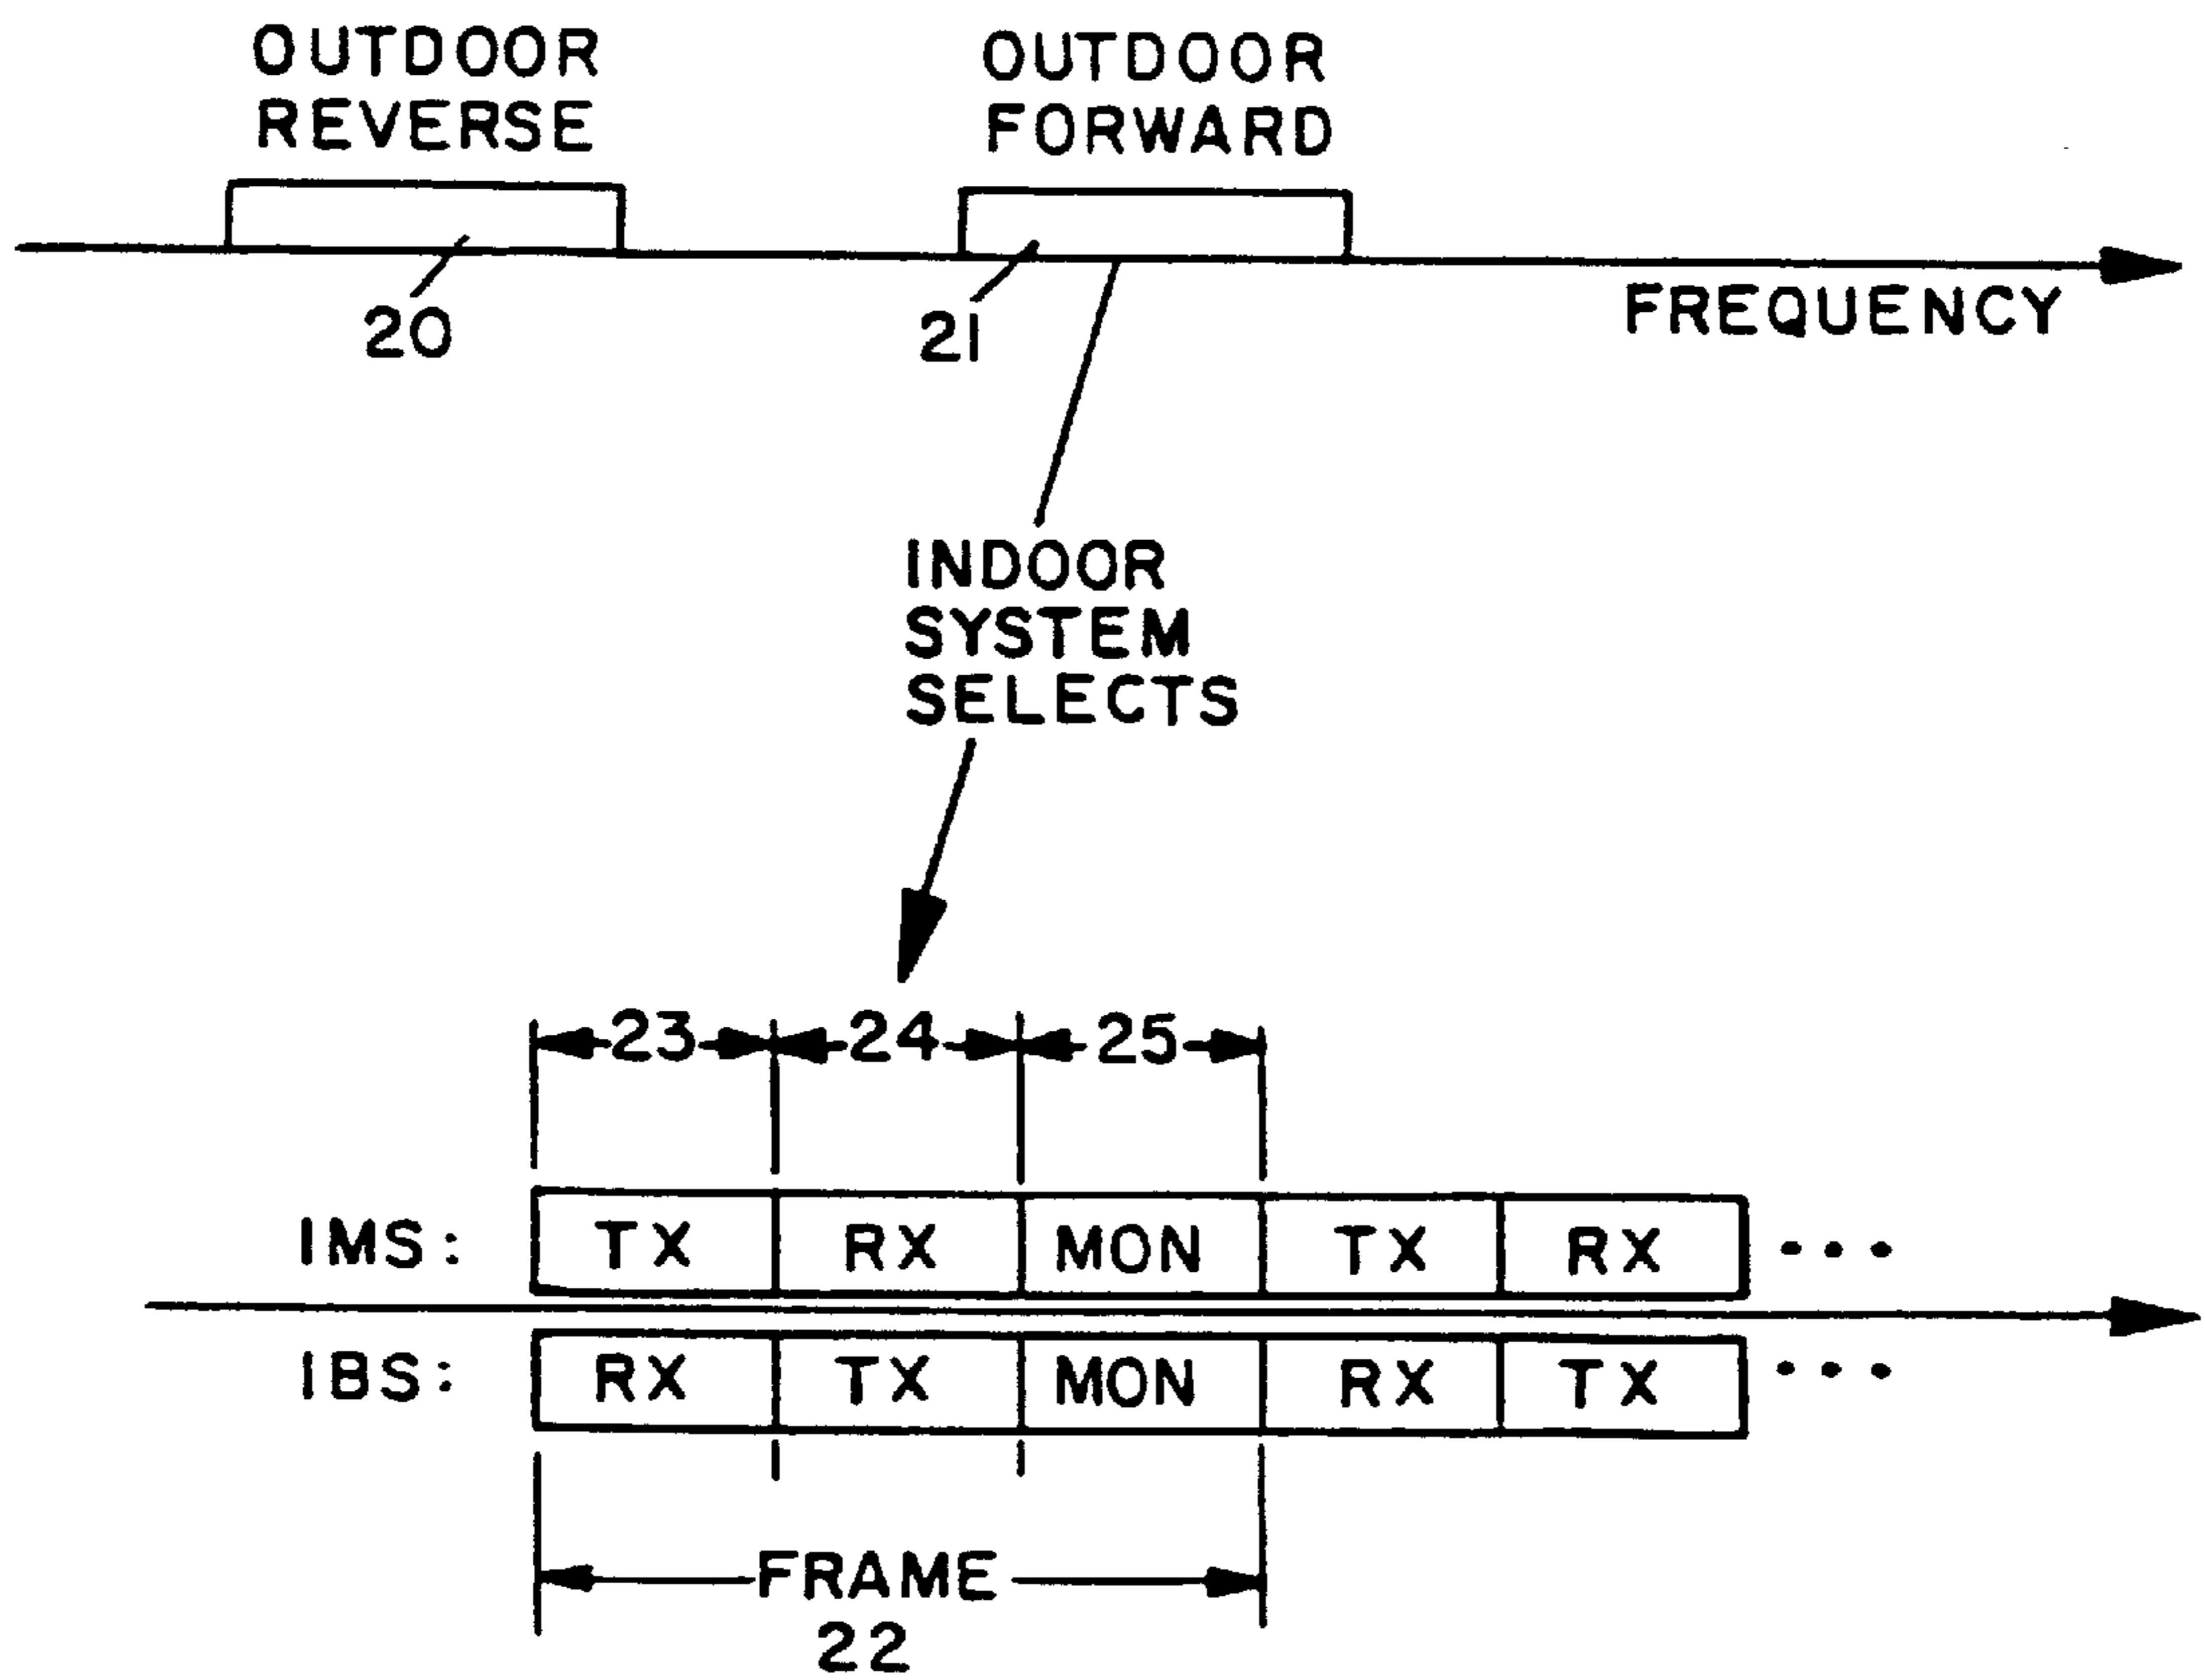 OUTDOOR
REVERSE
OUTDOOR
FORWARD
20
21
FREQUENCY
INDOOR
SYSTEM
SELECTS
23 24 25
IMS: TX RX MON TX RX ...
IBS: RX TX MON RX TX ...
FRAME
22